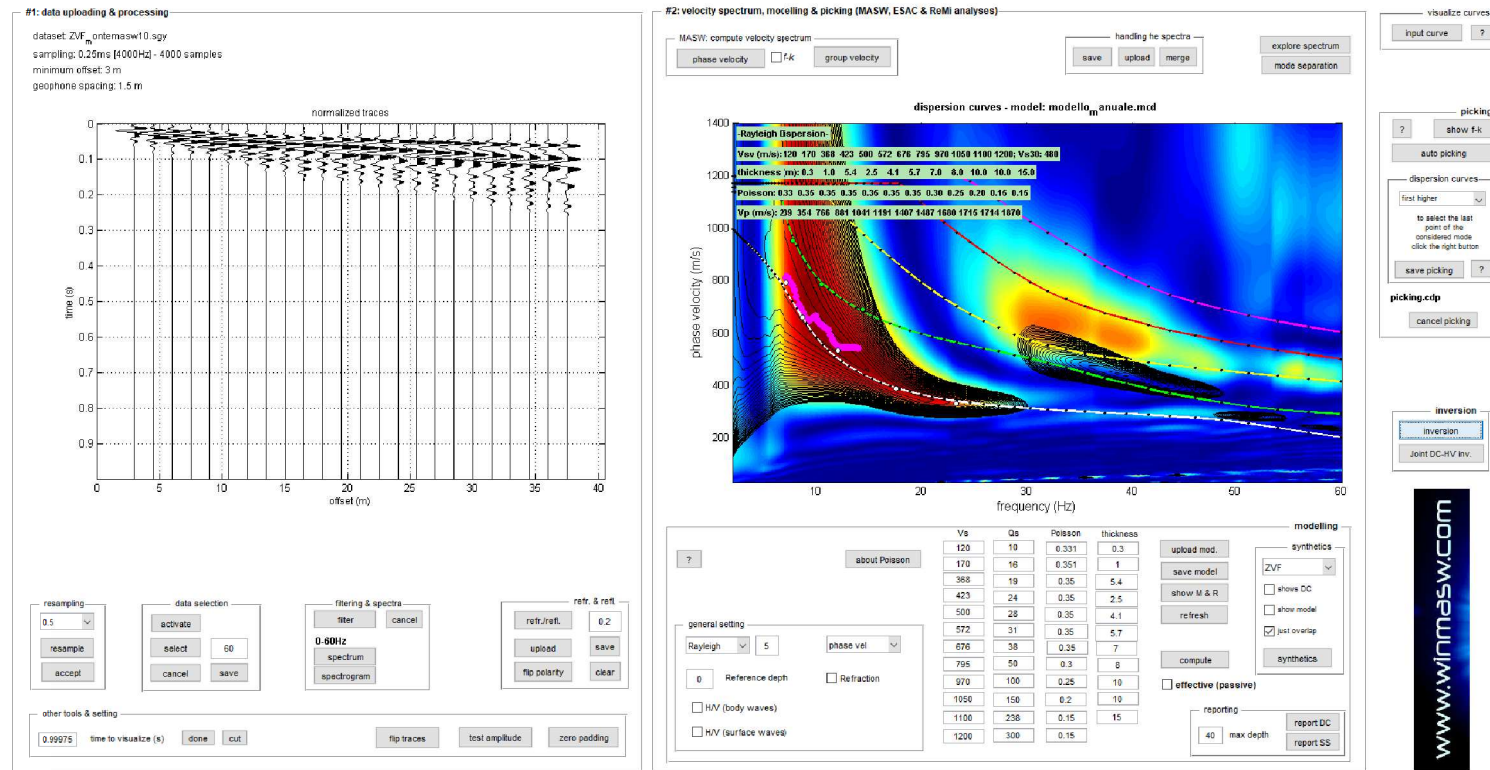 #1: data uploading & processing
dataset: ZVF_montemasw10.sgy
sampling: 0.25ms [4000Hz] - 4000 samples
minimum offset: 3 m
geophone spacing: 1.5 m
normalized traces
0
0.1
0.2
0.3
0.4
0.5
0.6
0.7
0.8
0.9
time (s)
0 5 10 15 20 25 30 35 40
offset (m)
resampling
0.5
resample
accept
data selection
activate
select 60
cancel save
filtering & spectra
filter cancel
0-60Hz
spectrum
spectrogram
refr. & refl.
refr./refl. 0.2
upload save
flip polarity clear
other tools & setting
0.99975 time to visualize (s) done cut flip traces test amplitude zero padding
#2: velocity spectrum, mocelling & picking (MASW, ESAC & ReMi analyses)
MASW: compute velocity spectrum
phase velocity f-k group velocity
handling he spectra
save upload merge
explore spectrum
mode separation
dispersion curves - model: modello_manuale.mcd
-Rayleigh Dispersion-
Vsv (m/s): 120 170 368 423 500 572 676 795 970 1050 1100 1200; Vs30: 480
thickness (m): 0.3 1.0 5.4 2.5 4.1 5.7 7.0 8.0 10.0 10.0 15.0
Poisson: 0.33 0.35 0.35 0.35 0.35 0.35 0.35 0.30 0.25 0.20 0.15 0.15
Vp (m/s): 239 354 766 881 1041 1191 1407 1487 1680 1715 1714 1870
1400
1200
1000
800
600
400
200
phase velocity (m/s)
10 20 30 40 50 60
frequency (Hz)
modelling
? about Poisson
general setting
Rayleigh 5 phase vel
0 Reference depth Refraction
H/V (body waves)
H/V (surface waves)
Vs Qs Poisson thickness
120 10 0.331 0.3
170 16 0.351 1
368 19 0.35 5.4
423 24 0.35 2.5
500 28 0.35 4.1
572 31 0.35 5.7
676 38 0.35 7
795 50 0.3 8
970 100 0.25 10
1050 150 0.2 10
1100 238 0.15 15
1200 300 0.15
upload mod.
save model
show M & R
refresh
compute
effective (passive)
synthetics
ZVF
shows DC
show model
just overlap
synthetics
reporting
40 max depth report DC
report SS
visualize curves
input curve ?
picking
? show f-k
auto picking
dispersion curves
first higher
to select the last
point of the
considered mode
click the right button
save picking ?
picking.cdp
cancel picking
inversion
inversion
Joint DC-HV inv.
www.winmasw.com